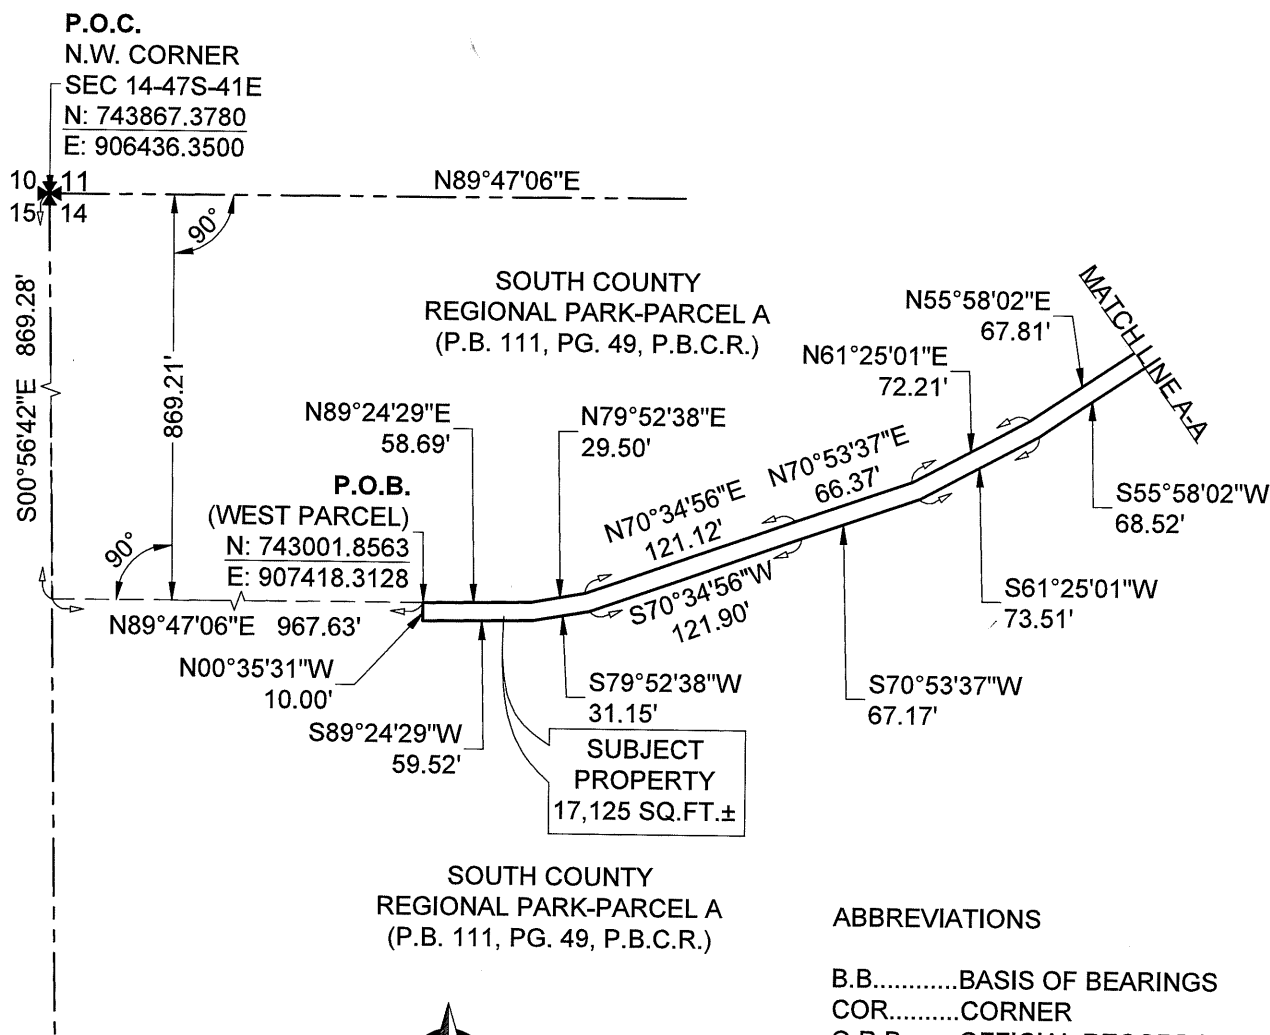 P.O.C.
N.W. CORNER
SEC 14-47S-41E
N: 743867.3780
E: 906436.3500
10 11
15 14
N89°47'06"E
90°
S00°56'42"E 869.28'
869.21'
SOUTH COUNTY
REGIONAL PARK-PARCEL A
(P.B. 111, PG. 49, P.B.C.R.)
MATCH LINE A-A
N55°58'02"E
67.81'
N61°25'01"E
72.21'
N89°24'29"E
58.69'
N79°52'38"E
29.50'
N70°53'37"E
66.37'
N70°34'56"E
121.12'
P.O.B.
(WEST PARCEL)
N: 743001.8563
E: 907418.3128
90°
S55°58'02"W
68.52'
S61°25'01"W
73.51'
S70°34'56"W
121.90'
N89°47'06"E 967.63'
N00°35'31"W
10.00'
S89°24'29"W
59.52'
S79°52'38"W
31.15'
S70°53'37"W
67.17'
SUBJECT
PROPERTY
17,125 SQ.FT.±
SOUTH COUNTY
REGIONAL PARK-PARCEL A
(P.B. 111, PG. 49, P.B.C.R.)
ABBREVIATIONS
B.B............BASIS OF BEARINGS
COR..........CORNER